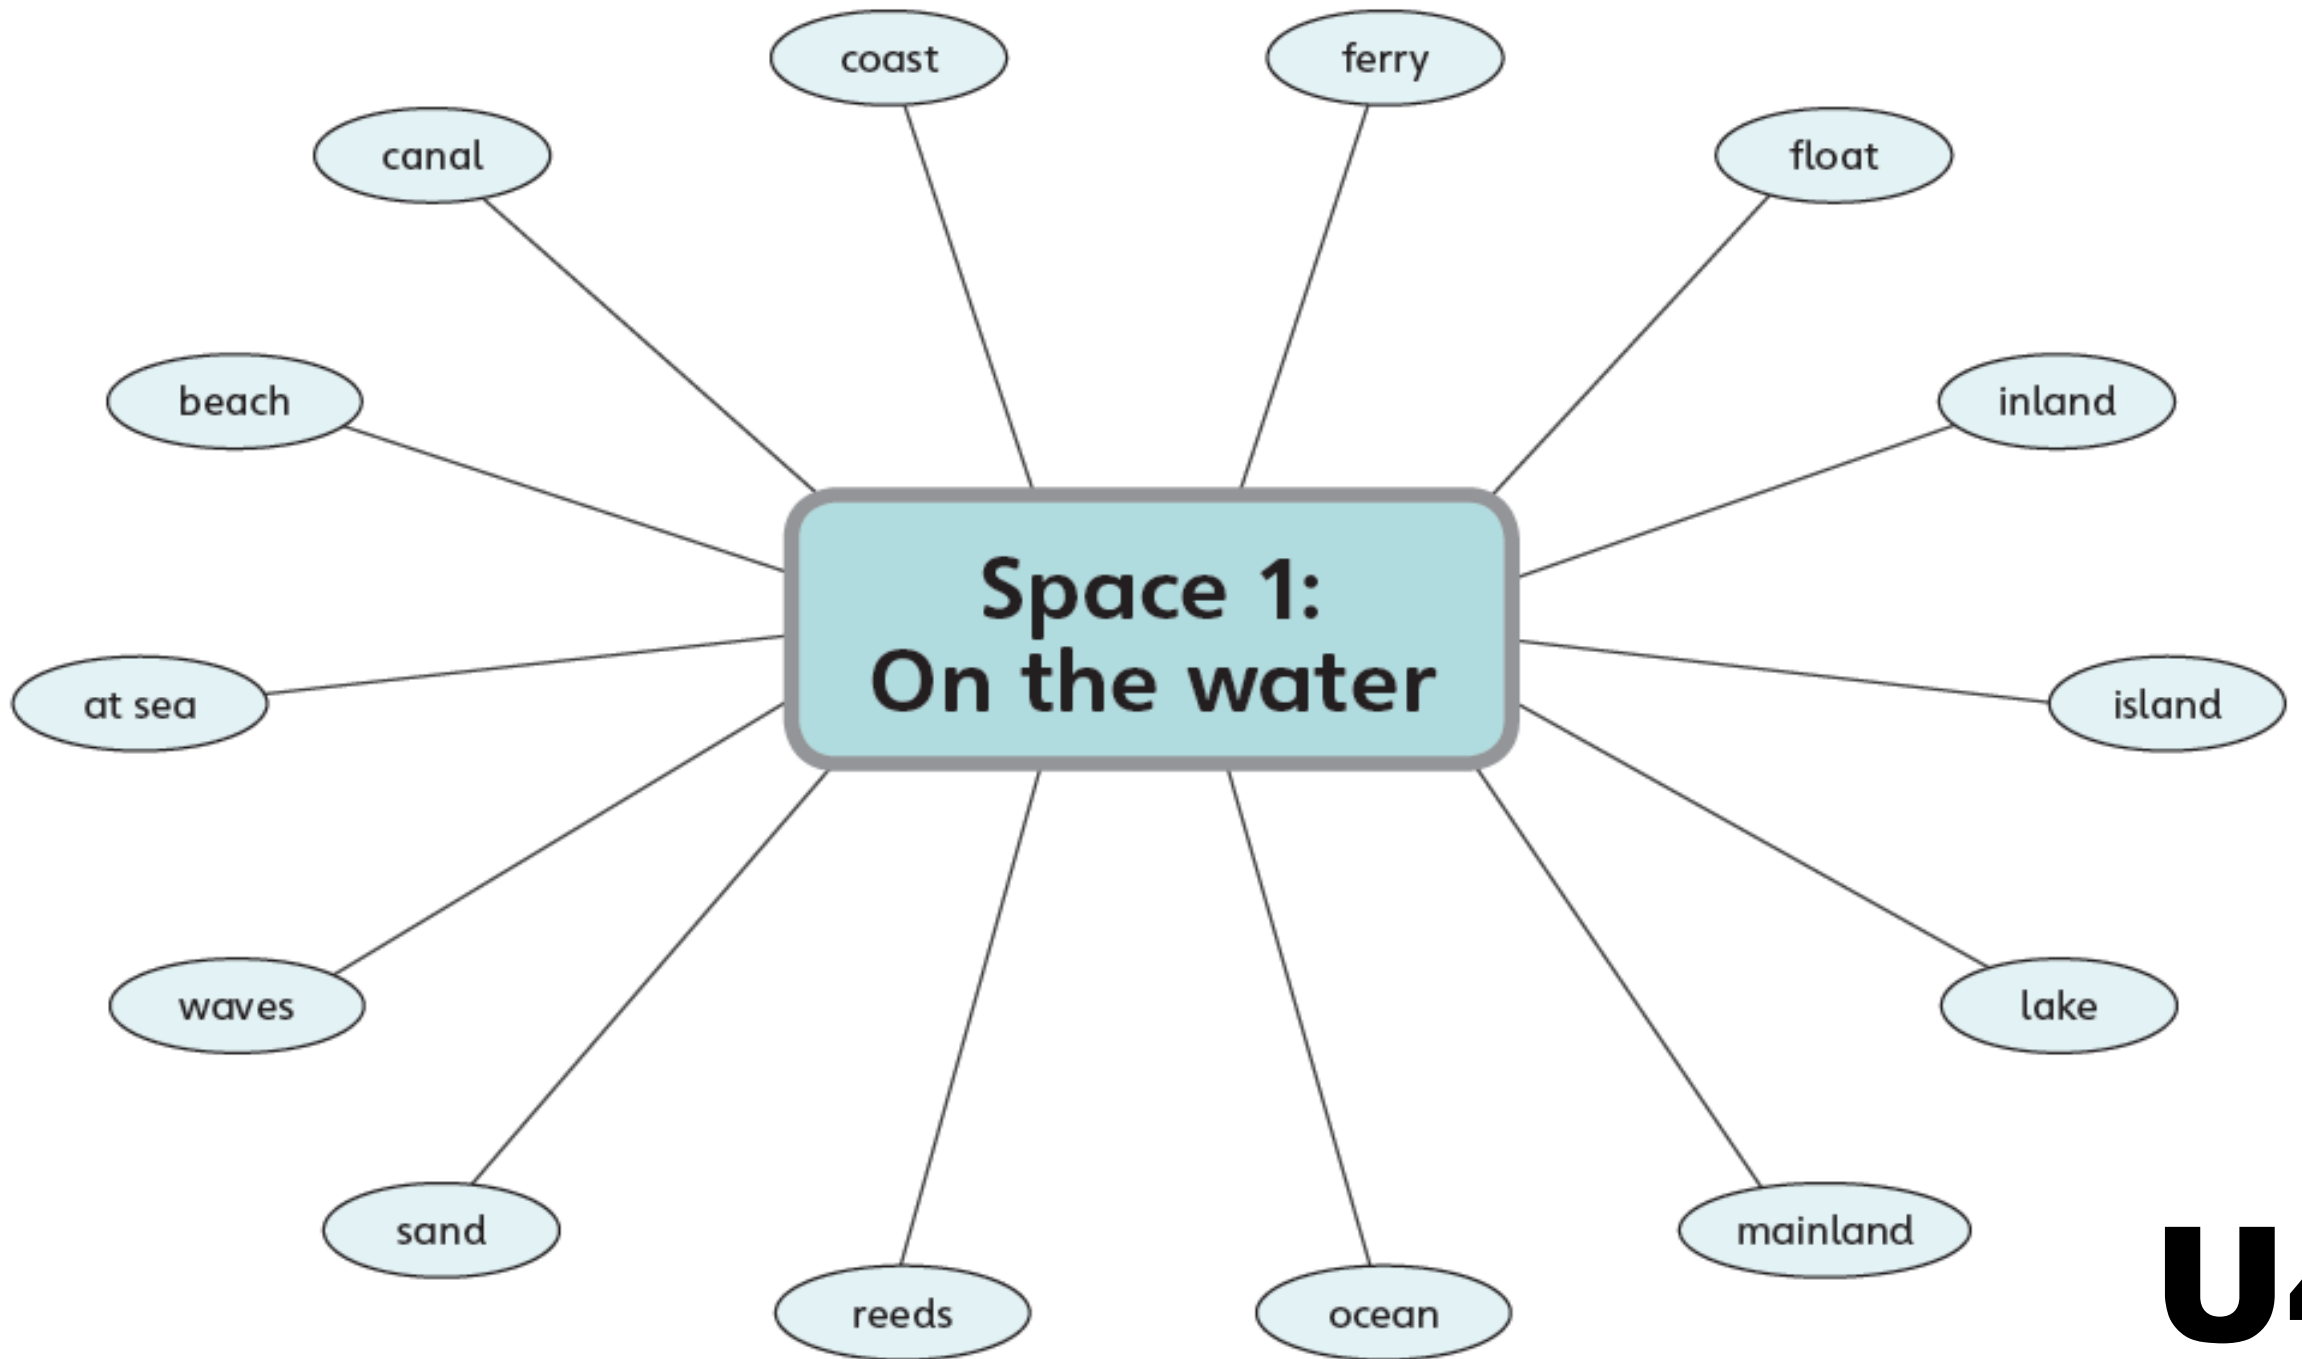 coast
ferry
canal
float
beach
inland
Space 1:
On the water
at sea
island
waves
lake
sand
mainland
reeds
ocean